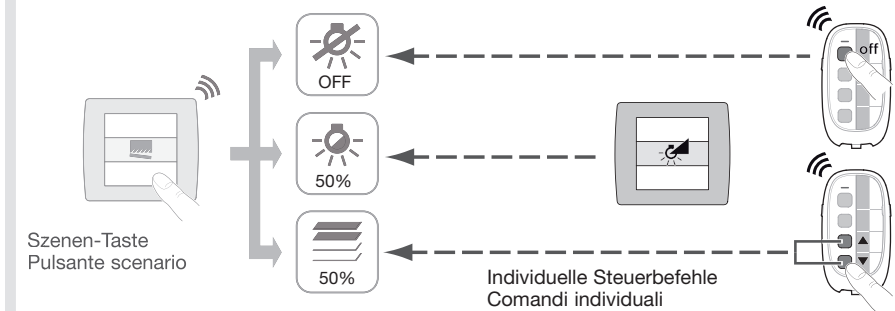 OFF
off
50%
Szenen-Taste
Pulsante scenario
50%
Individuelle Steuerbefehle
Comandi individuali